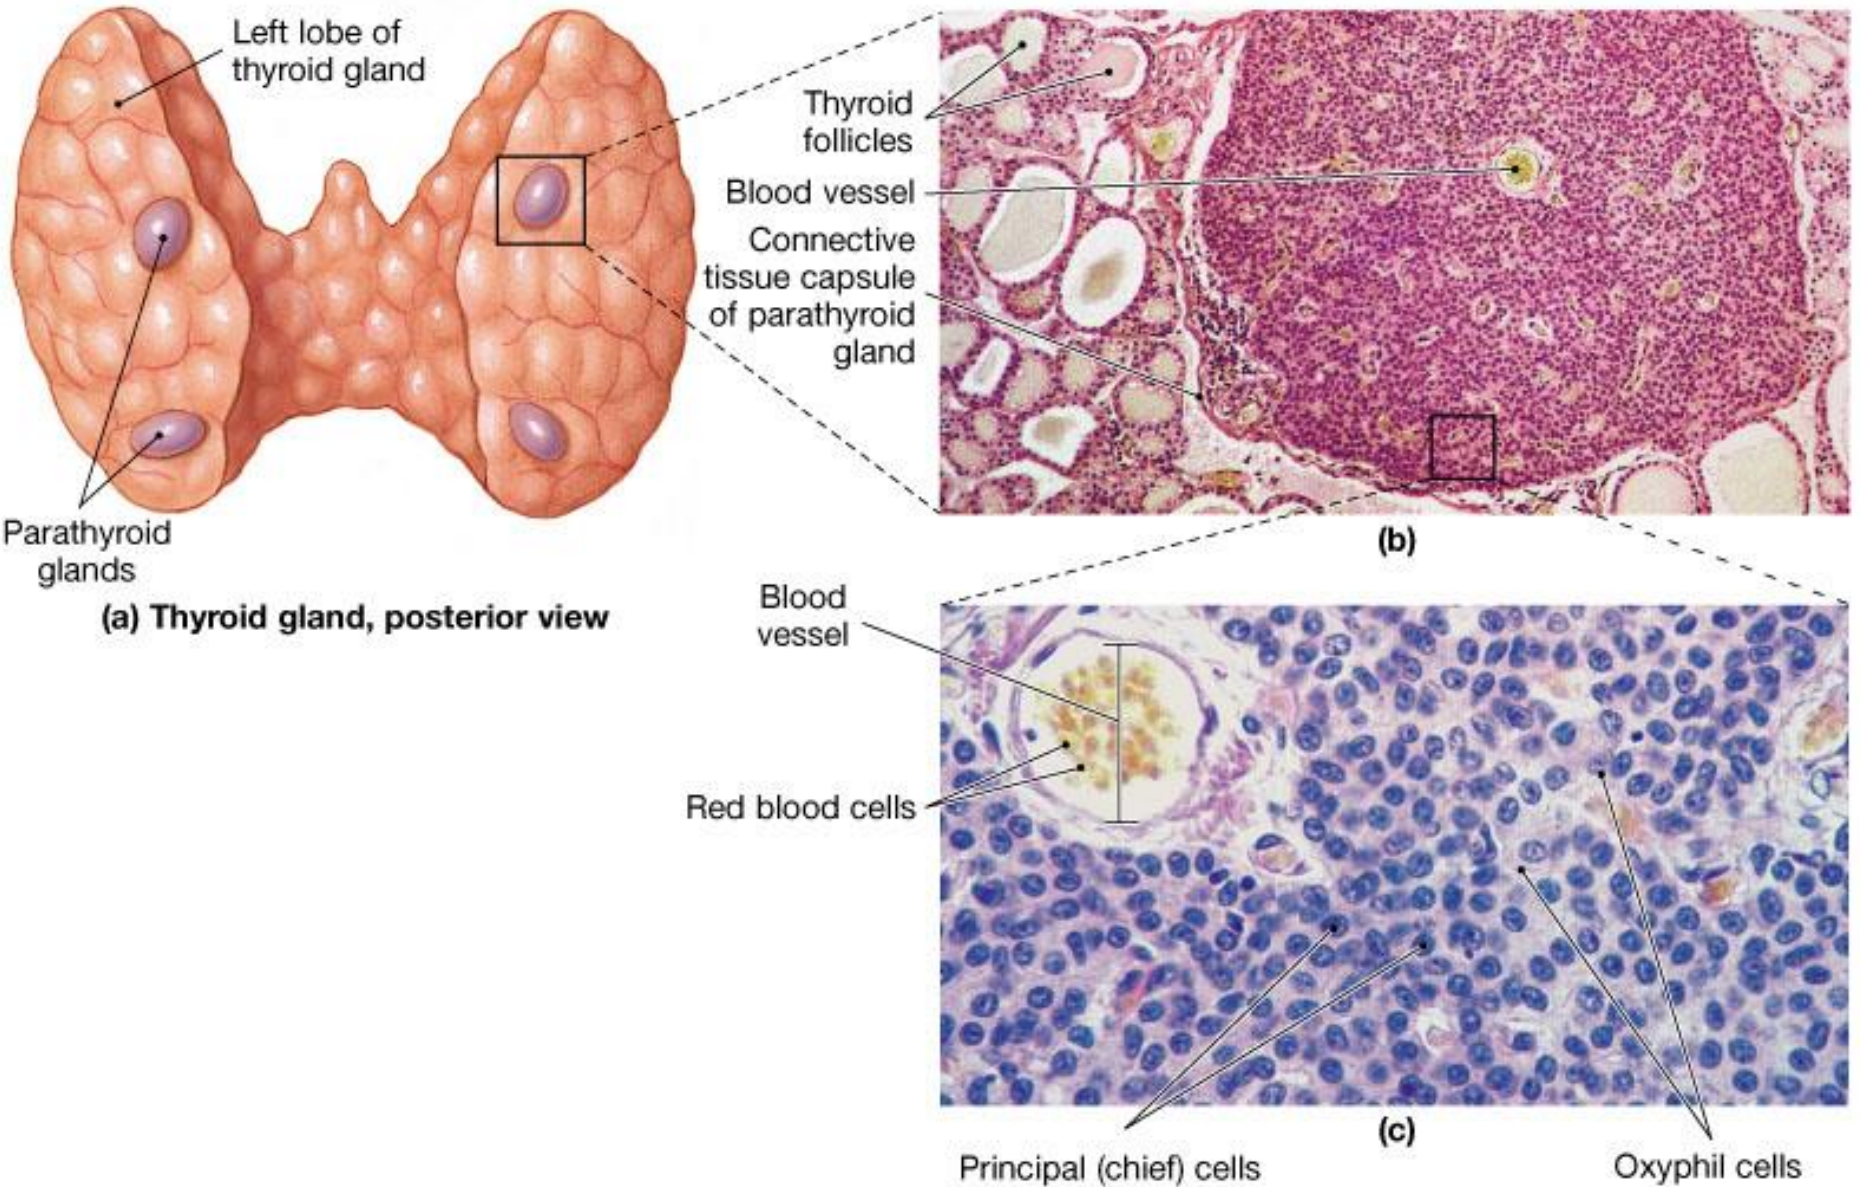 Left lobe of
thyroid gland
Parathyroid
glands
(a) Thyroid gland, posterior view
Thyroid
follicles
Blood vessel
Connective
tissue capsule
of parathyroid
gland
(b)
Blood
vessel
Red blood cells
(c)
Principal (chief) cells
Oxyphil cells